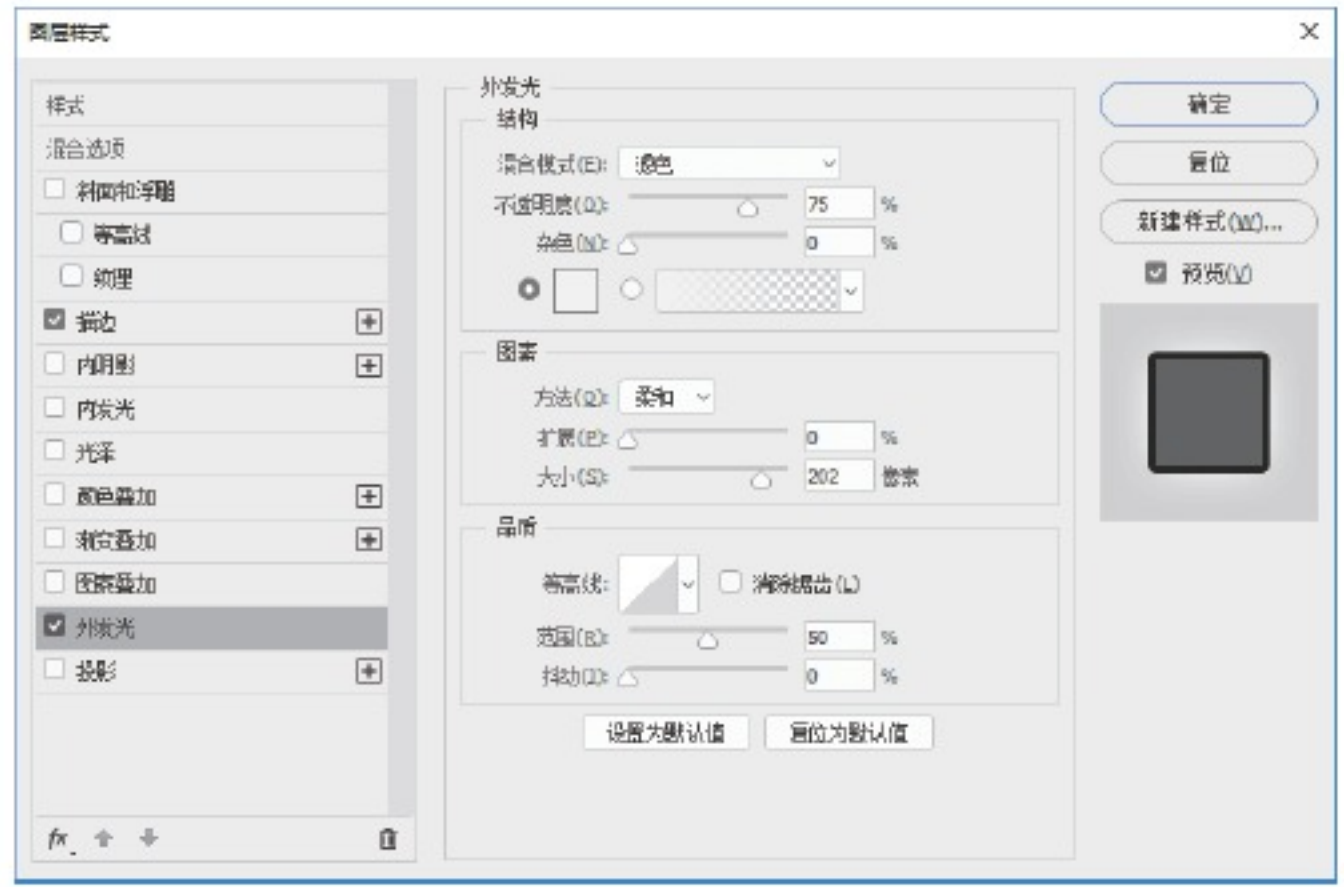 图层样式
样式
混合选项
斜面和浮雕
等高线
纹理
描边
内阴影
内发光
光泽
颜色叠加
渐变叠加
图案叠加
外发光
投影
fx
外发光
结构
混合模式(E): 滤色
不透明度(O): 75 %
杂色(N): 0 %
图素
方法(Q): 柔和
扩展(P): 0 %
大小(S): 202 像素
品质
等高线: 消除锯齿(L)
范围(R): 50 %
抖动(J): 0 %
设置为默认值 复位为默认值
确定
复位
新建样式(W)...
预览(V)